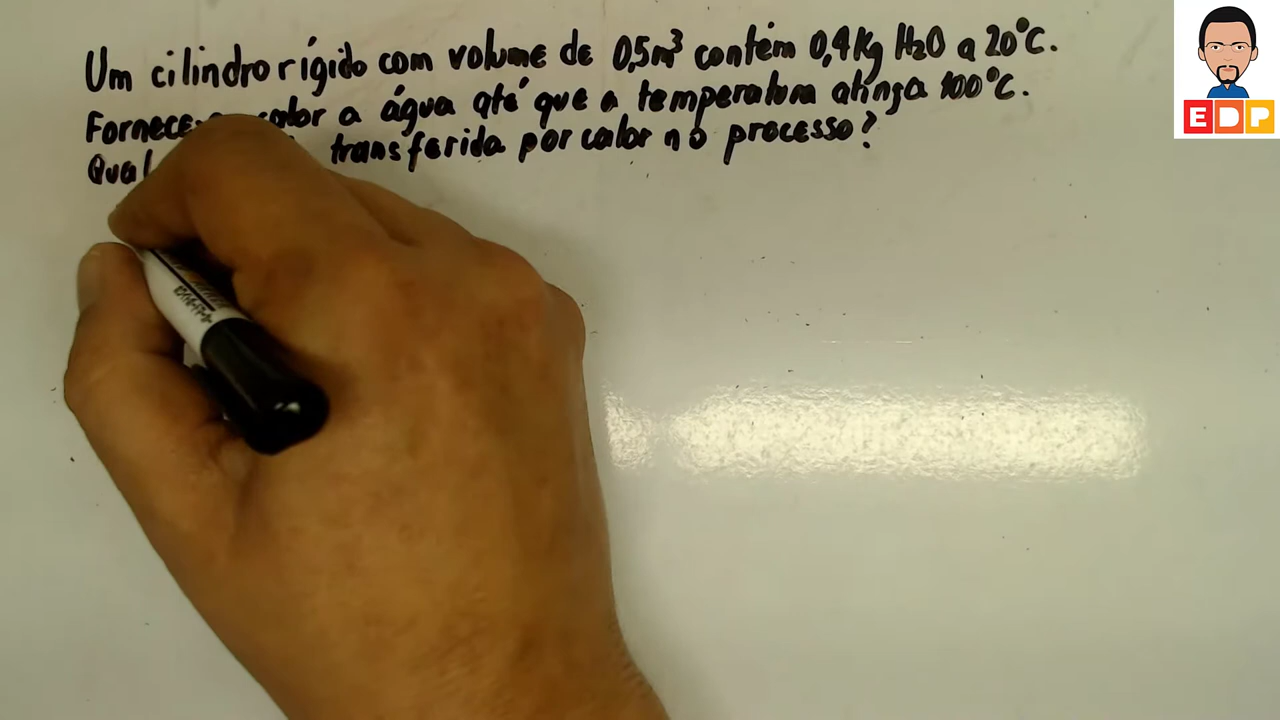 Um cilindro rígido com volume de 0,5m³ contém 0,4Kg H₂O a 20°C.
calor a água até que a temperatura atinja 100°C.
Qual transferida por calor no processo?
EDP